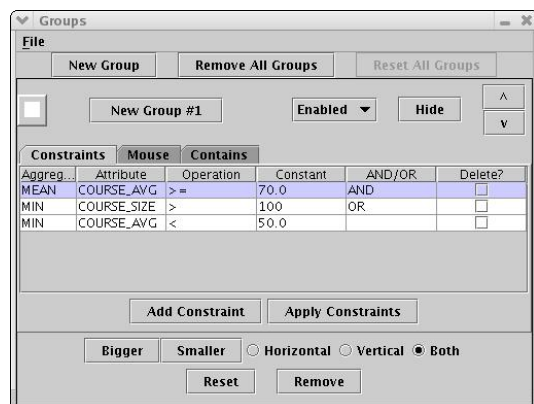 Groups
File
New Group Remove All Groups Reset All Groups
New Group #1 Enabled Hide
Constraints Mouse Contains
Aggreg... Attribute Operation Constant AND/OR Delete?
MEAN COURSE_AVG >= 70.0 AND
MIN COURSE_SIZE > 100 OR
MIN COURSE_AVG < 50.0
Add Constraint Apply Constraints
Bigger Smaller Horizontal Vertical Both
Reset Remove